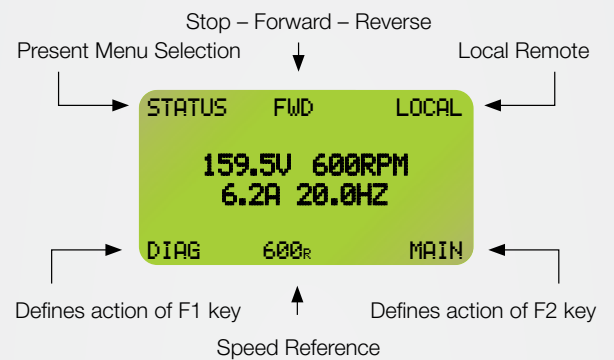 Stop – Forward – Reverse
Present Menu Selection
Local Remote
STATUS FWD LOCAL
159.5V 600RPM
6.2A 20.0HZ
DIAG 600R MAIN
Defines action of F1 key
Defines action of F2 key
Speed Reference